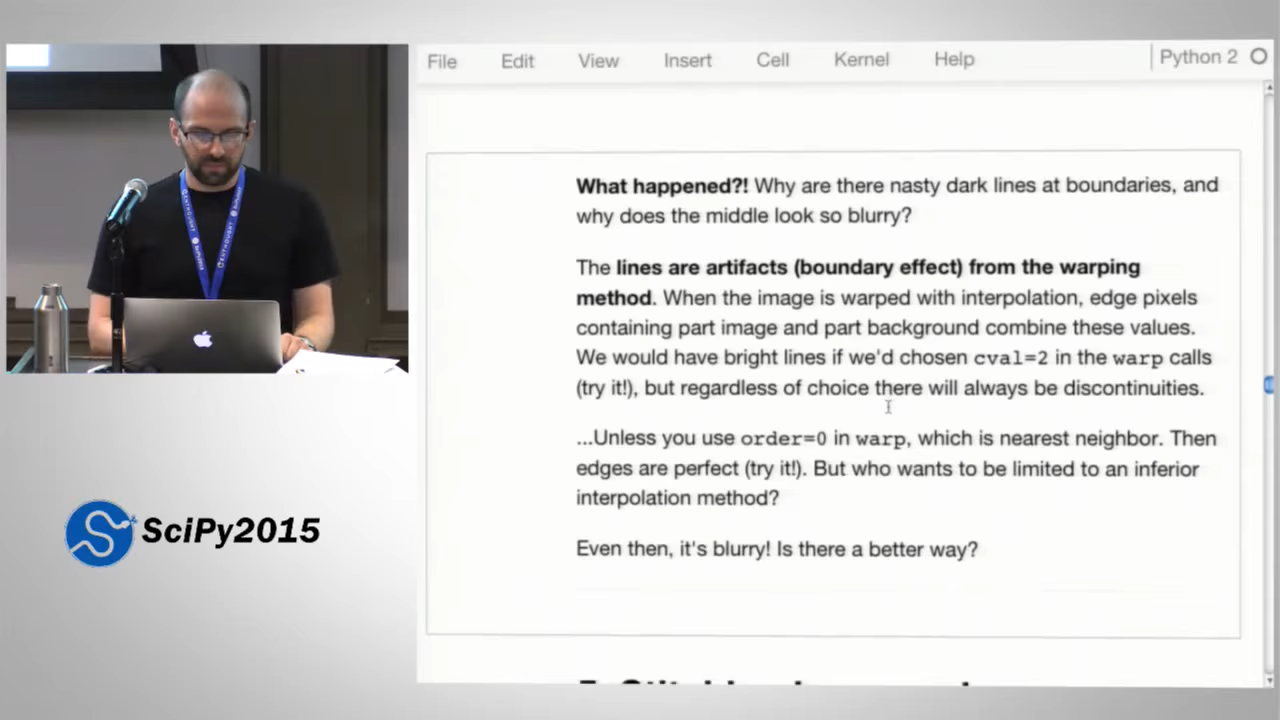 File Edit View Insert Cell Kernel Help Python 2
What happened?! Why are there nasty dark lines at boundaries, and
why does the middle look so blurry?
The lines are artifacts (boundary effect) from the warping
method. When the image is warped with interpolation, edge pixels
containing part image and part background combine these values.
We would have bright lines if we'd chosen cval=2 in the warp calls
(try it!), but regardless of choice there will always be discontinuities.
...Unless you use order=0 in warp, which is nearest neighbor. Then
edges are perfect (try it!). But who wants to be limited to an inferior
interpolation method?
Even then, it's blurry! Is there a better way?
ENTHOUGHT
SciPy2015